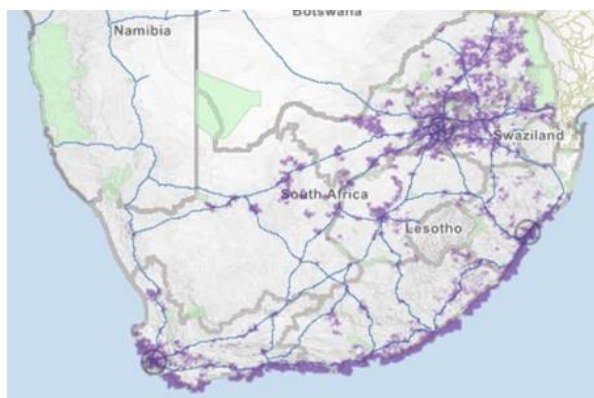 Botswana
Namibia
Swaziland
South Africa
Lesotho